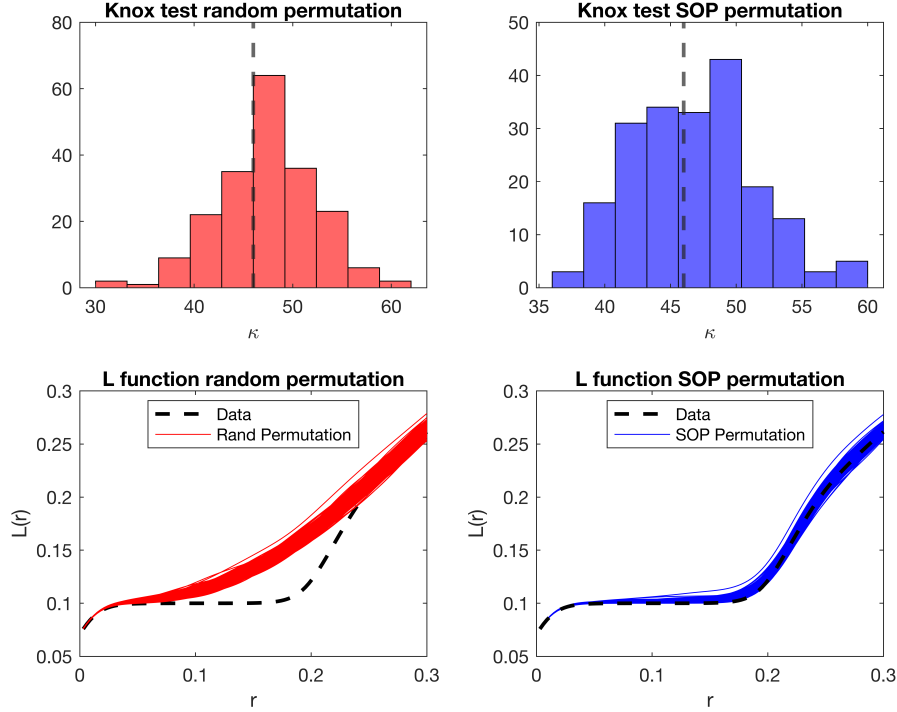 Knox test random permutation
80
60
40
20
0
30
40
50
60
κ
Knox test SOP permutation
50
40
30
20
10
0
35
40
45
50
55
60
κ
L function random permutation
0.3
0.25
0.2
0.15
0.1
0.05
L(r)
Data
Rand Permutation
0
0.1
0.2
0.3
r
L function SOP permutation
0.3
0.25
0.2
0.15
0.1
0.05
L(r)
Data
SOP Permutation
0
0.1
0.2
0.3
r